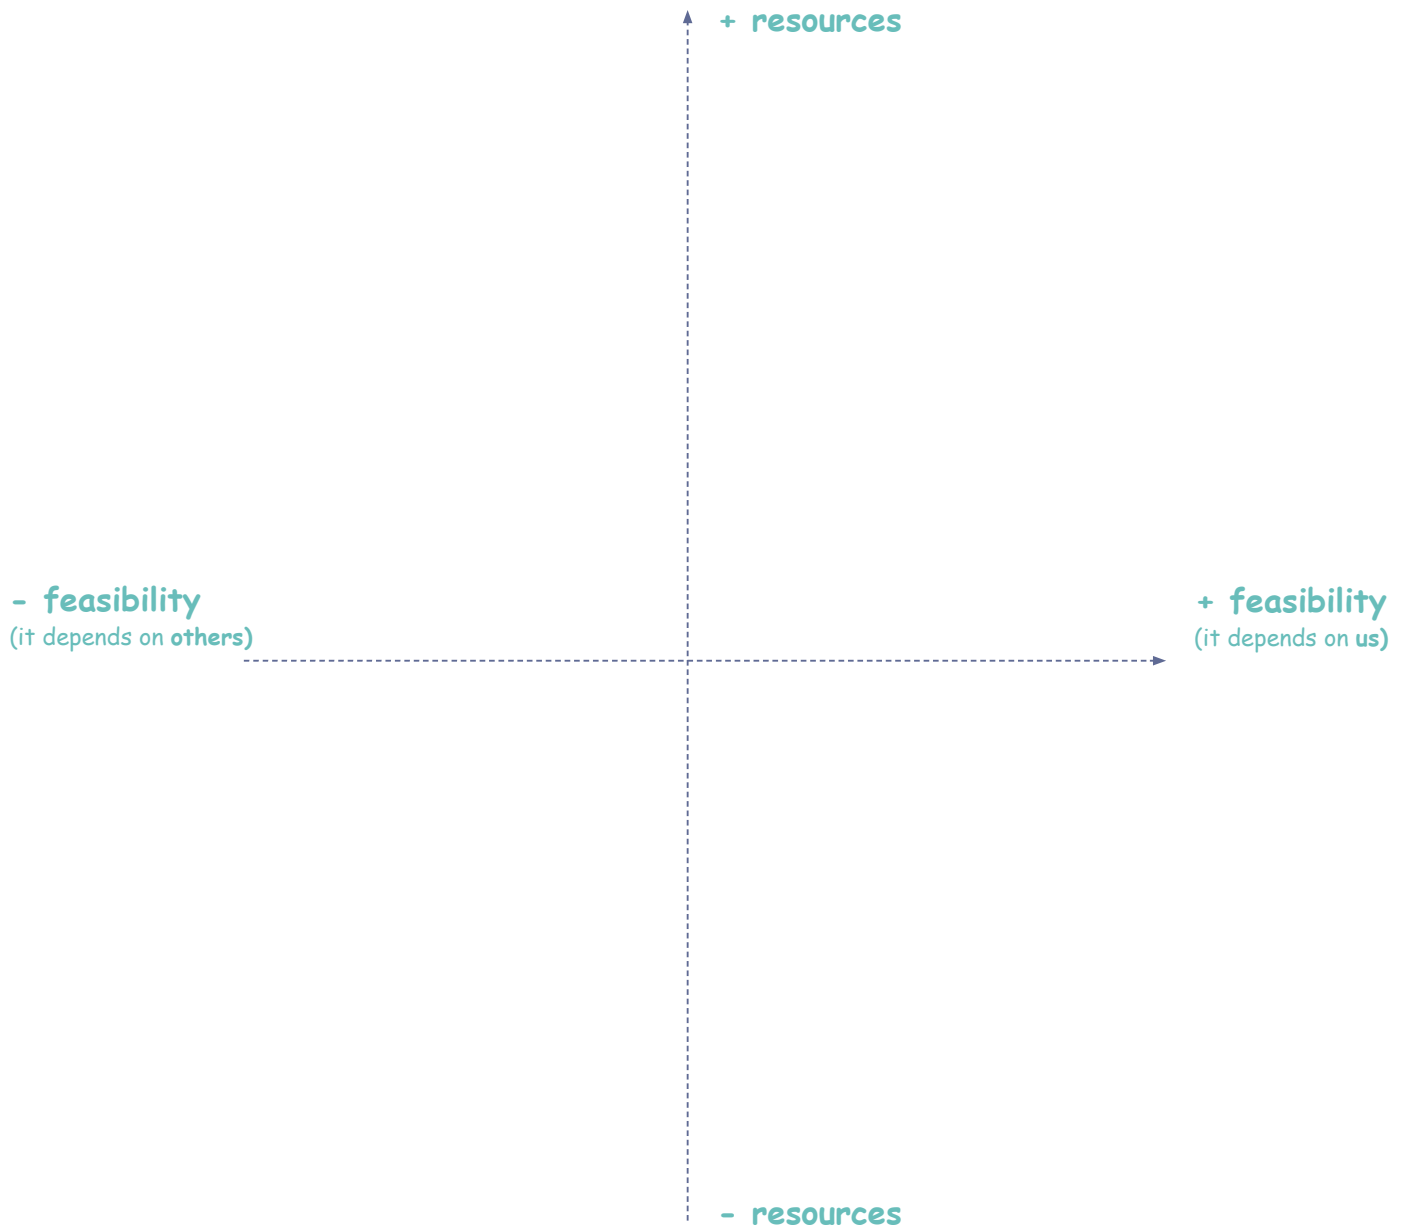 + resources
- feasibility
(it depends on others)
+ feasibility
(it depends on us)
- resources